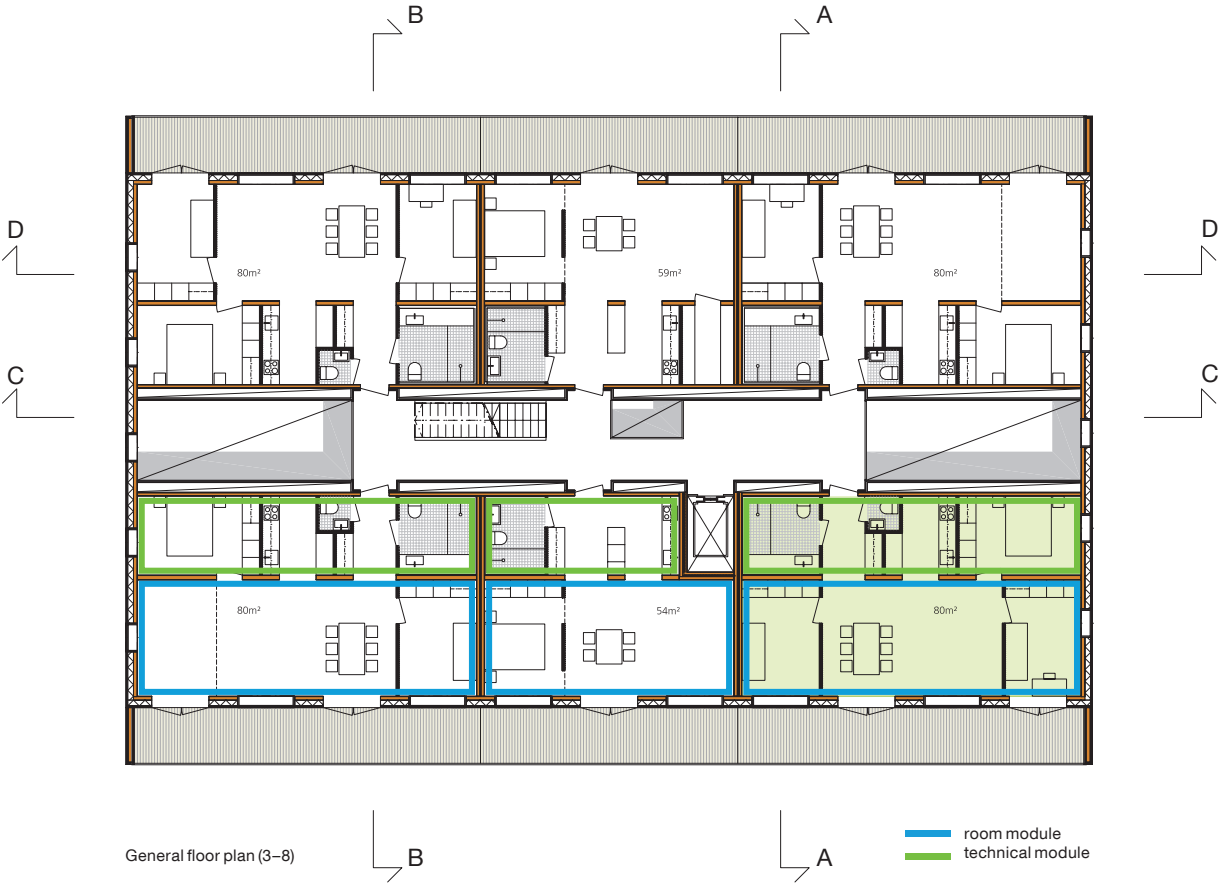 B
A
D
D
80m²
59m²
80m²
C
C
80m²
54m²
80m²
room module
technical module
General floor plan (3–8)
B
A